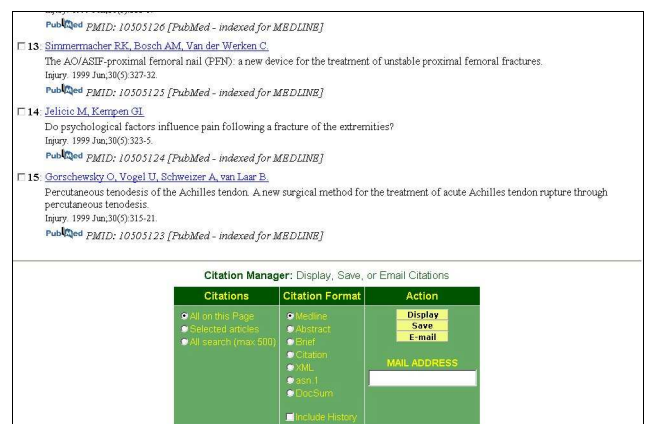 PubMed PMID: 10505126 [PubMed - indexed for MEDLINE]
13: Simmermacher RK, Bosch AM, Van der Werken C.
The AO/ASIF-proximal femoral nail (PFN): a new device for the treatment of unstable proximal femoral fractures.
Injury. 1999 Jun;30(5):327-32.
PubMed PMID: 10505125 [PubMed - indexed for MEDLINE]
14: Jelicic M, Kempen GI.
Do psychological factors influence pain following a fracture of the extremities?
Injury. 1999 Jun;30(5):323-5.
PubMed PMID: 10505124 [PubMed - indexed for MEDLINE]
15: Gorschewsky O, Vogel U, Schweizer A, van Laar B.
Percutaneous tenodesis of the Achilles tendon. A new surgical method for the treatment of acute Achilles tendon rupture through
percutaneous tenodesis.
Injury. 1999 Jun;30(5):315-21.
PubMed PMID: 10505123 [PubMed - indexed for MEDLINE]
Citation Manager: Display, Save, or Email Citations
Citations
All on this Page
Selected articles
All search (max 500)
Citation Format
Medline
Abstract
Brief
Citation
XML
asn.1
DocSum
Include History
Action
Display
Save
E-mail
MAIL ADDRESS